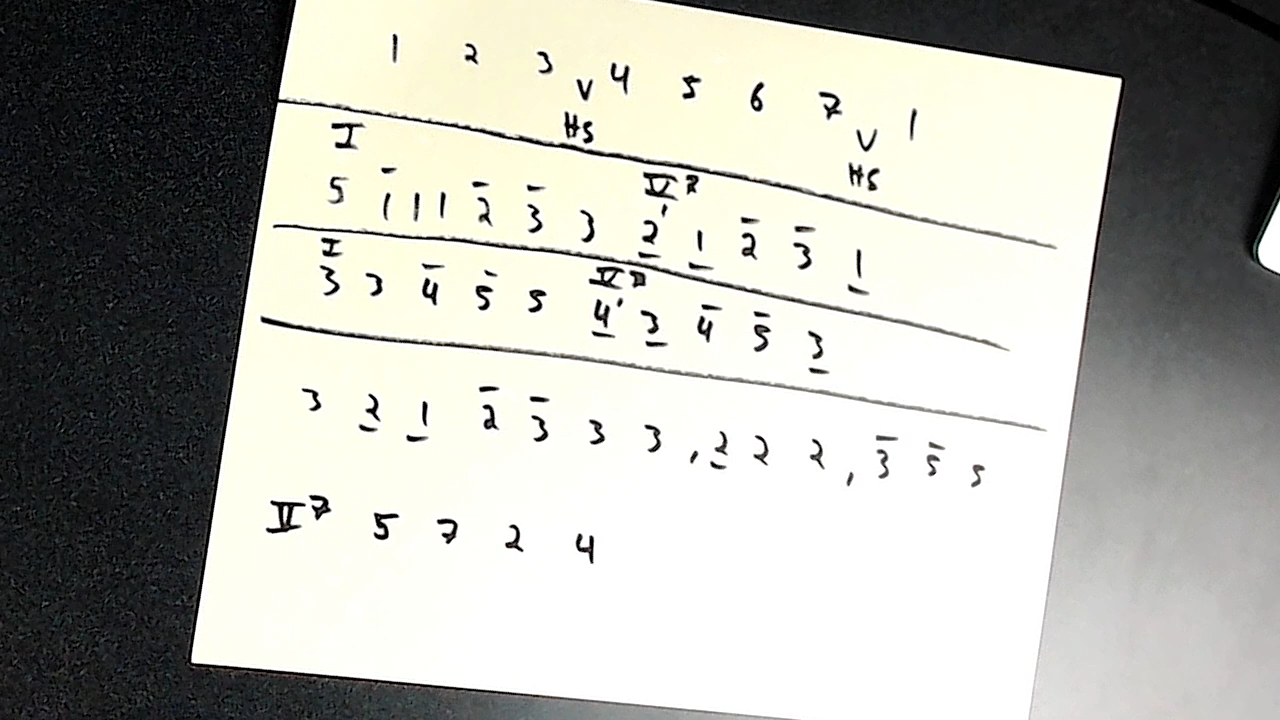 1 2 3 4 5 6 7 1
V V
HS HS
I V7
5 1̅ 1 1 2̅ 3̅ 3 2̲' 1̲ 2̅ 3̅ 1̲
I V7
3 3 4̅ 5̅ 5 4̲' 3̲ 4̅ 5̅ 3̲
3 2̲ 1̲ 2̅ 3̅ 3 3 , 2̲ 2 2 , 3̅ 5̅ 5
V7 5 7 2 4